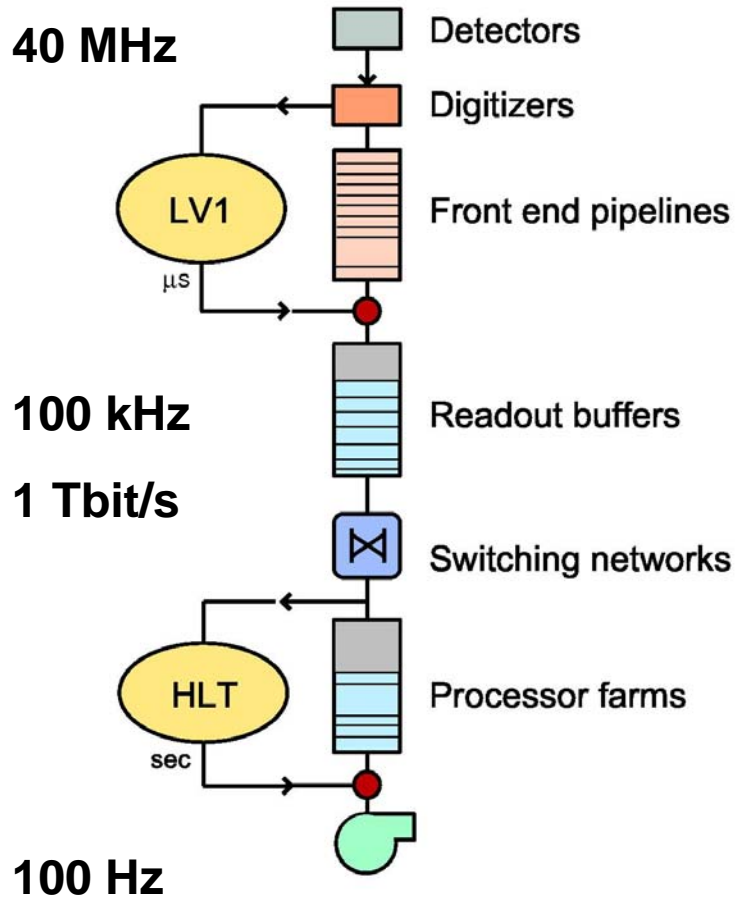 40 MHz
Detectors
Digitizers
LV1
Front end pipelines
µs
100 kHz
Readout buffers
1 Tbit/s
Switching networks
HLT
Processor farms
sec
100 Hz